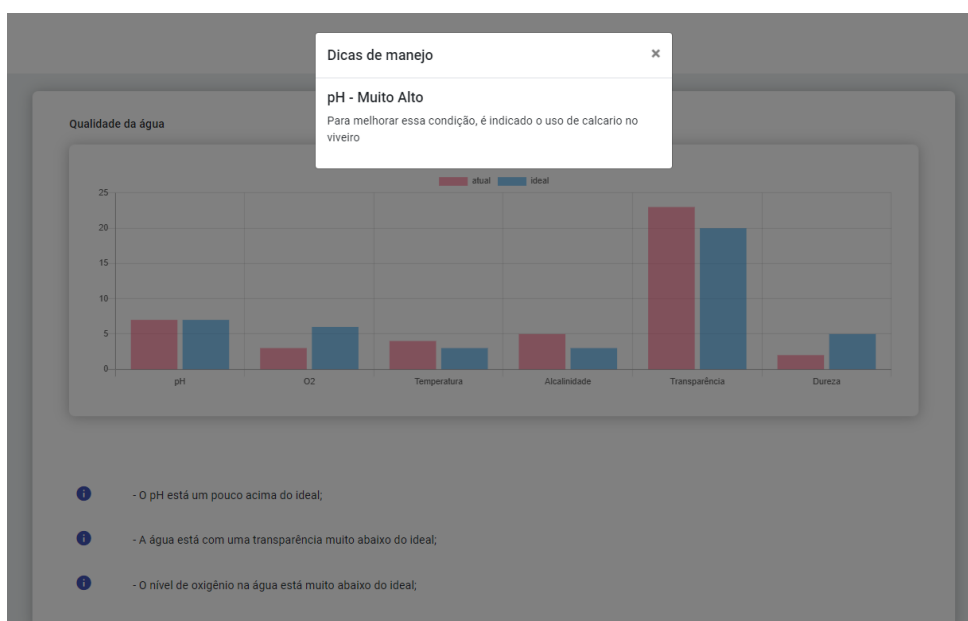 Dicas de manejo ×
pH - Muito Alto
Para melhorar essa condição, é indicado o uso de calcario no
viveiro
Qualidade da água
atual ideal
25
20
15
10
5
0
pH O2 Temperatura Alcalinidade Transparência Dureza
- O pH está um pouco acima do ideal;
- A água está com uma transparência muito abaixo do ideal;
- O nível de oxigênio na água está muito abaixo do ideal;